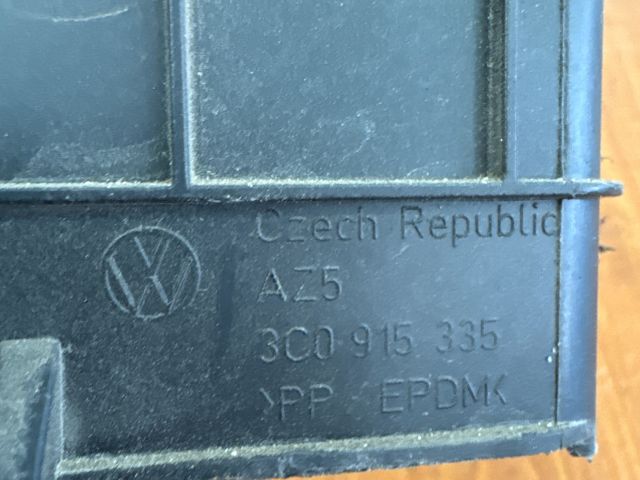 Czech Republic
AZ5
3C0 915 335
>PP EPDM<